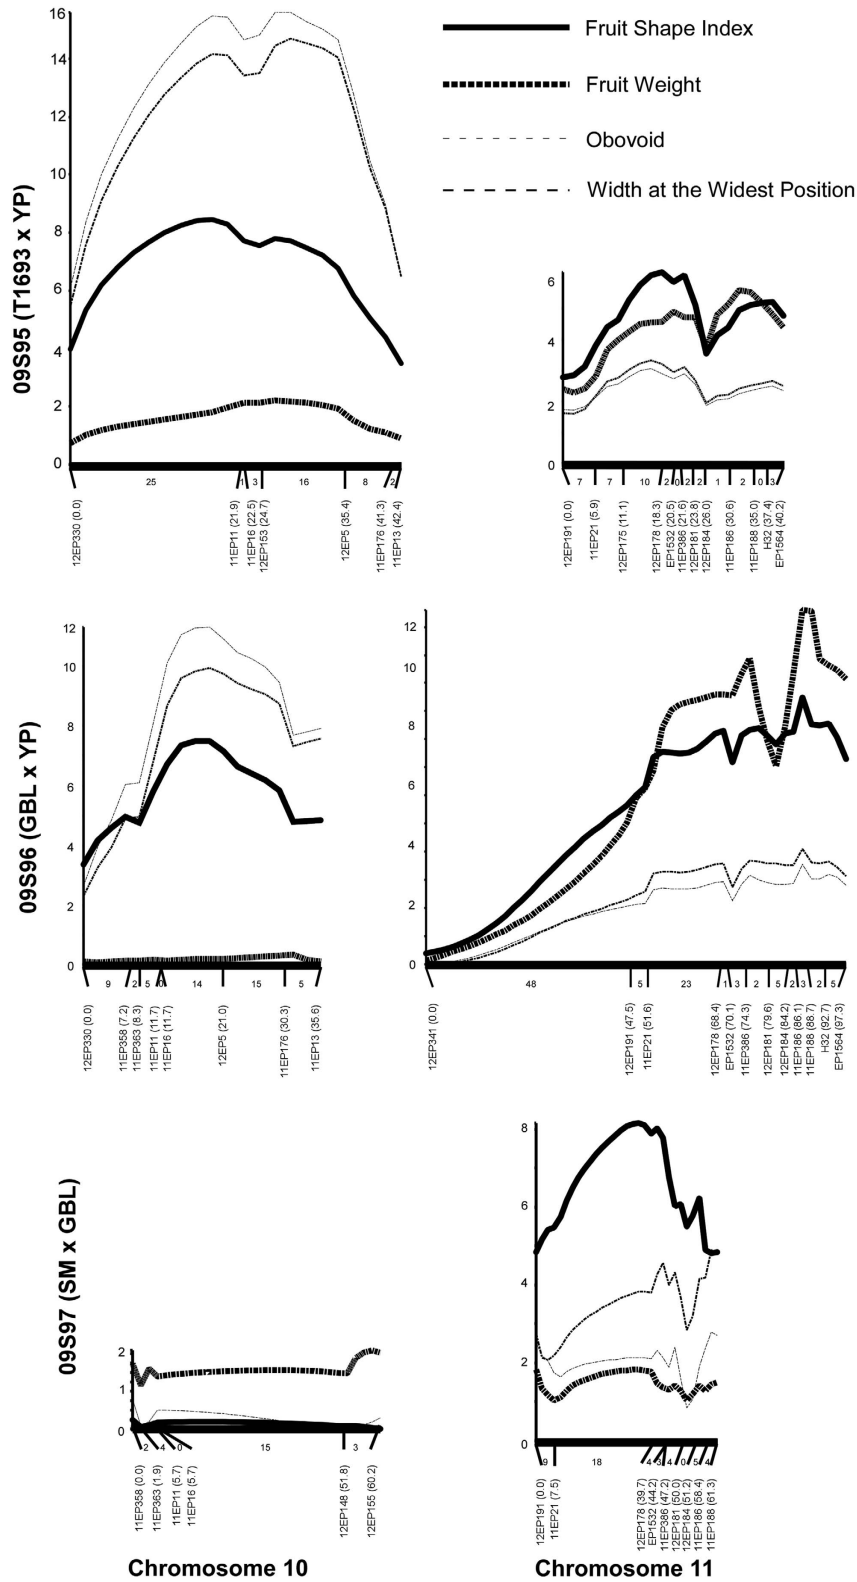 Fruit Shape Index
Fruit Weight
Obovoid
Width at the Widest Position
09S95 (T1693 x YP)
16
14
12
10
8
6
4
2
0
25
1
3
16
8
2
12EP330 (0.0)
11EP11 (21.9)
11EP16 (22.5)
12EP153 (24.7)
12EP5 (35.4)
11EP176 (41.3)
11EP13 (42.4)
6
4
2
0
7
7
10
2
0
2
2
1
2
0
3
12EP191 (0.0)
11EP21 (5.9)
12EP175 (11.1)
12EP178 (18.3)
EP1532 (20.5)
11EP386 (21.6)
12EP181 (23.8)
12EP184 (26.0)
11EP186 (30.6)
11EP188 (35.0)
H32 (37.4)
EP1564 (40.2)
09S96 (GBL x YP)
12
10
8
6
4
2
0
9
2
5
0
14
15
5
12EP330 (0.0)
11EP358 (7.2)
11EP363 (8.3)
11EP11 (11.7)
11EP16 (11.7)
12EP5 (21.0)
11EP176 (30.3)
11EP13 (35.6)
12
10
8
6
4
2
0
48
5
23
1
3
2
5
2
3
2
5
12EP341 (0.0)
12EP191 (47.5)
11EP21 (51.6)
12EP178 (68.4)
EP1532 (70.1)
11EP386 (74.3)
12EP181 (79.6)
12EP184 (84.2)
11EP186 (86.1)
11EP188 (88.7)
H32 (92.7)
EP1564 (97.3)
09S97 (SM x GBL)
2
1
0
2
4
0
15
3
11EP358 (0.0)
11EP363 (1.9)
11EP11 (5.7)
11EP16 (5.7)
12EP148 (51.8)
12EP155 (60.2)
8
6
4
2
0
9
18
4
3
4
0
5
4
12EP191 (0.0)
11EP21 (7.5)
12EP178 (39.7)
EP1532 (44.2)
11EP386 (47.2)
12EP181 (50.0)
12EP184 (51.2)
11EP186 (58.4)
11EP188 (61.3)
Chromosome 10
Chromosome 11